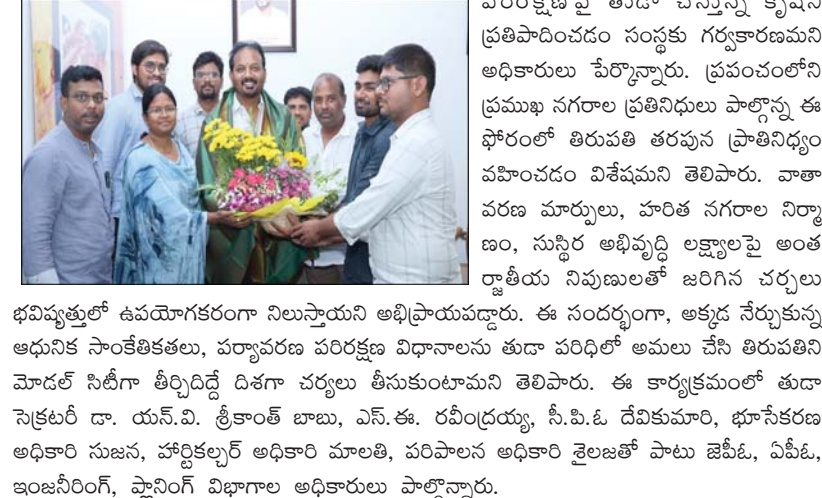 పరిరక్షణపై తుడా చేస్తున్న కృషిని
ప్రతిపాదించడం సంస్థకు గర్వకారణమని
అధికారులు పేర్కొన్నారు. ప్రపంచంలోని
ప్రముఖ నగరాల ప్రతినిధులు పాల్గొన్న ఈ
ఫోరంలో తిరుపతి తరపున ప్రాతినిధ్యం
వహించడం విశేషమని తెలిపారు. వాతా
వరణ మార్పులు, హరిత నగరాల నిర్మా
ణం, సుస్థిర అభివృద్ధి లక్ష్యాలపై అంత
ర్జాతీయ నిపుణులతో జరిగిన చర్చలు
భవిష్యత్తులో ఉపయోగకరంగా నిలుస్తాయని అభిప్రాయపడ్డారు. ఈ సందర్భంగా, అక్కడ నేర్చుకున్న
ఆధునిక సాంకేతికతలు, పర్యావరణ పరిరక్షణ విధానాలను తుడా పరిధిలో అమలు చేసి తిరుపతిని
మోడల్ సిటీగా తీర్చిదిద్దే దిశగా చర్యలు తీసుకుంటామని తెలిపారు. ఈ కార్యక్రమంలో తుడా
సెక్రటరీ డా. యన్.వి. శ్రీకాంత్ బాబు, ఎస్.ఈ. రవీంద్రయ్య, సీ.పి.ఓ దేవికుమారి, భూసేకరణ
అధికారి సుజన, హార్టికల్చర్ అధికారి మాలతి, పరిపాలన అధికారి శైలజతో పాటు జెపీఓ, ఏపీఓ,
ఇంజనీరింగ్, ప్లానింగ్ విభాగాల అధికారులు పాల్గొన్నారు.